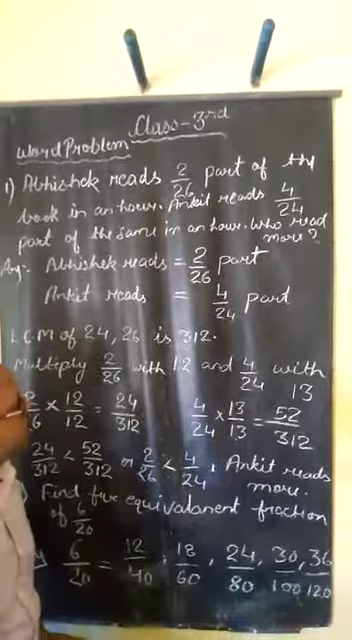 Class-3rd
Word Problem
1) Abhishek reads 2/26 part of the
book in an hour. Ankit reads 4/24
part of the same in an hour. Who read
more?
Ans:- Abhishek reads = 2/26 part
Ankit reads = 4/24 part
L.C.M of 24, 26 is 312.
Multiply 2/26 with 12 and 4/24 with
13
2/6 × 12/12 = 24/312 4/24 × 13/13 = 52/312
24/312 < 52/312 or 2/26 < 4/24. Ankit reads
more.
) Find five equivalanent fraction
of 6/20
6/20 = 12/40, 18/60, 24/80, 30/100, 36/120